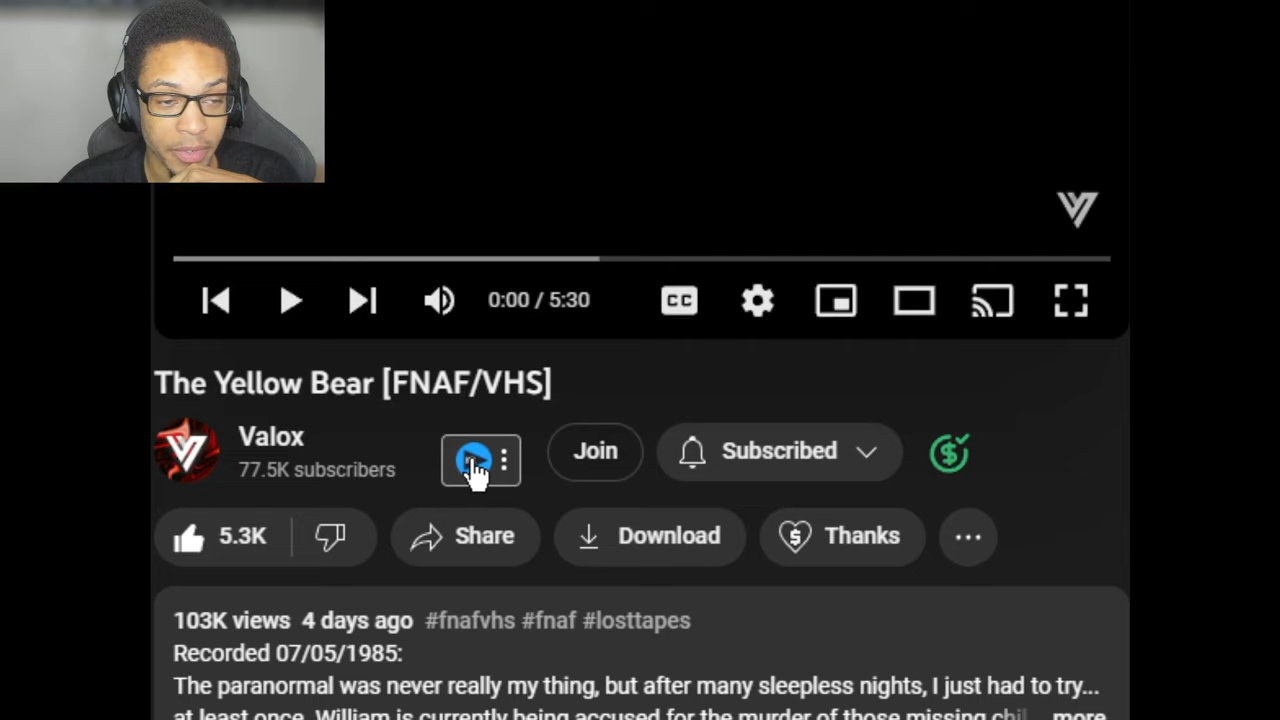 0:00 / 5:30
CC
The Yellow Bear [FNAF/VHS]
Valox
77.5K subscribers
Join
Subscribed
5.3K
Share
Download
Thanks
...
103K views 4 days ago #fnafvhs #fnaf #losttapes
Recorded 07/05/1985:
The paranormal was never really my thing, but after many sleepless nights, I just had to try...
at least once. William is currently being accused for the murder of those missing chil ...more